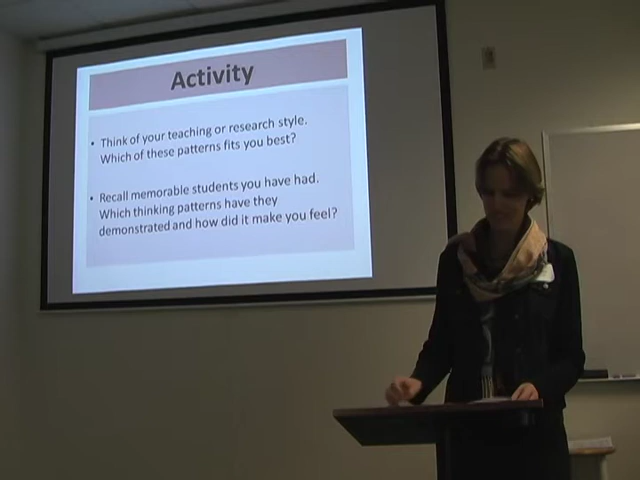 Activity
• Think of your teaching or research style.
Which of these patterns fits you best?
• Recall memorable students you have had.
Which thinking patterns have they
demonstrated and how did it make you feel?